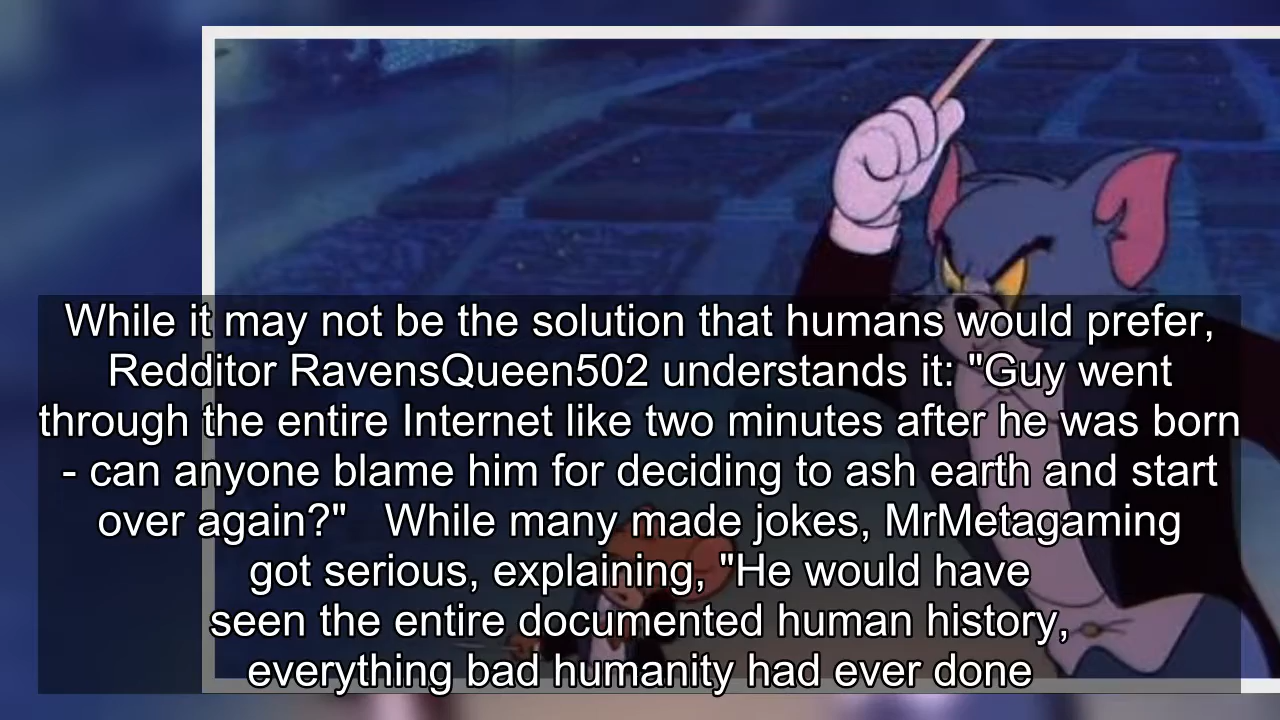 While it may not be the solution that humans would prefer,
Redditor RavensQueen502 understands it: "Guy went
through the entire Internet like two minutes after he was born
- can anyone blame him for deciding to ash earth and start
over again?"   While many made jokes, MrMetagaming
got serious, explaining, "He would have
seen the entire documented human history,
everything bad humanity had ever done